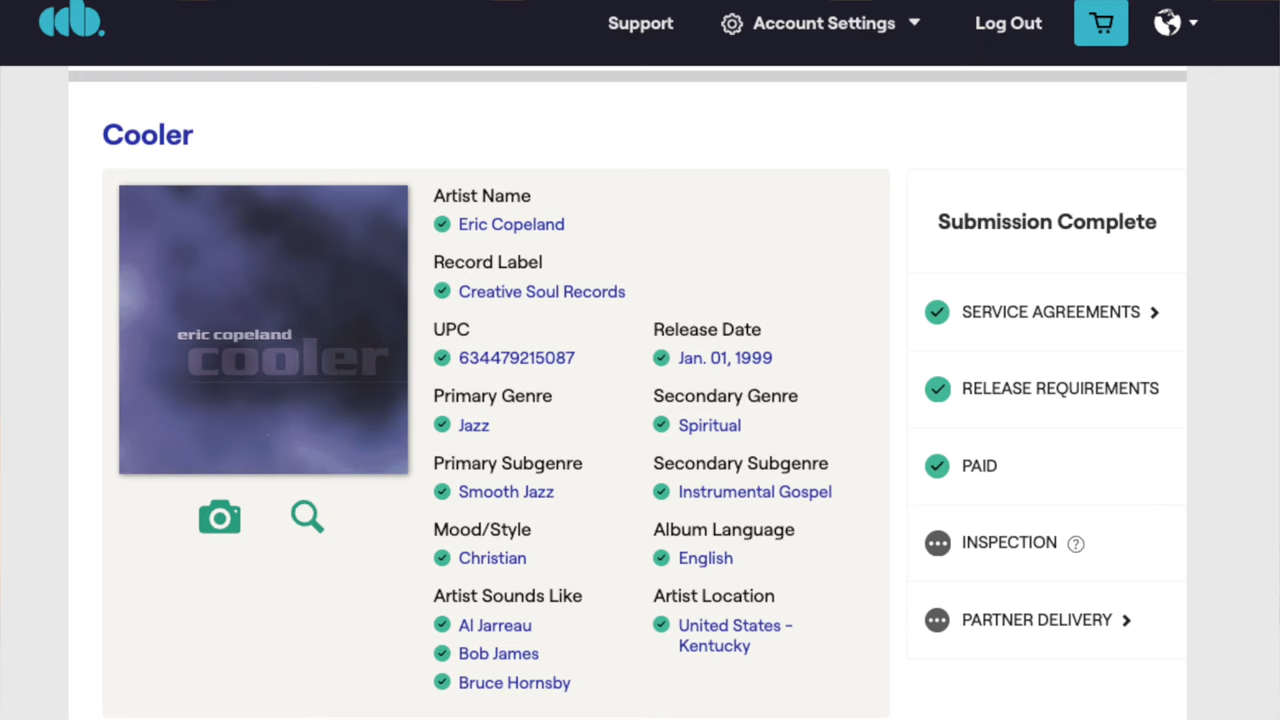 cdb.
Support
Account Settings
Log Out
Cooler
eric copeland
cooler
Artist Name
Eric Copeland
Record Label
Creative Soul Records
UPC
634479215087
Release Date
Jan. 01, 1999
Primary Genre
Jazz
Secondary Genre
Spiritual
Primary Subgenre
Smooth Jazz
Secondary Subgenre
Instrumental Gospel
Mood/Style
Christian
Album Language
English
Artist Sounds Like
Al Jarreau
Bob James
Bruce Hornsby
Artist Location
United States -
Kentucky
Submission Complete
SERVICE AGREEMENTS
RELEASE REQUIREMENTS
PAID
INSPECTION ?
PARTNER DELIVERY